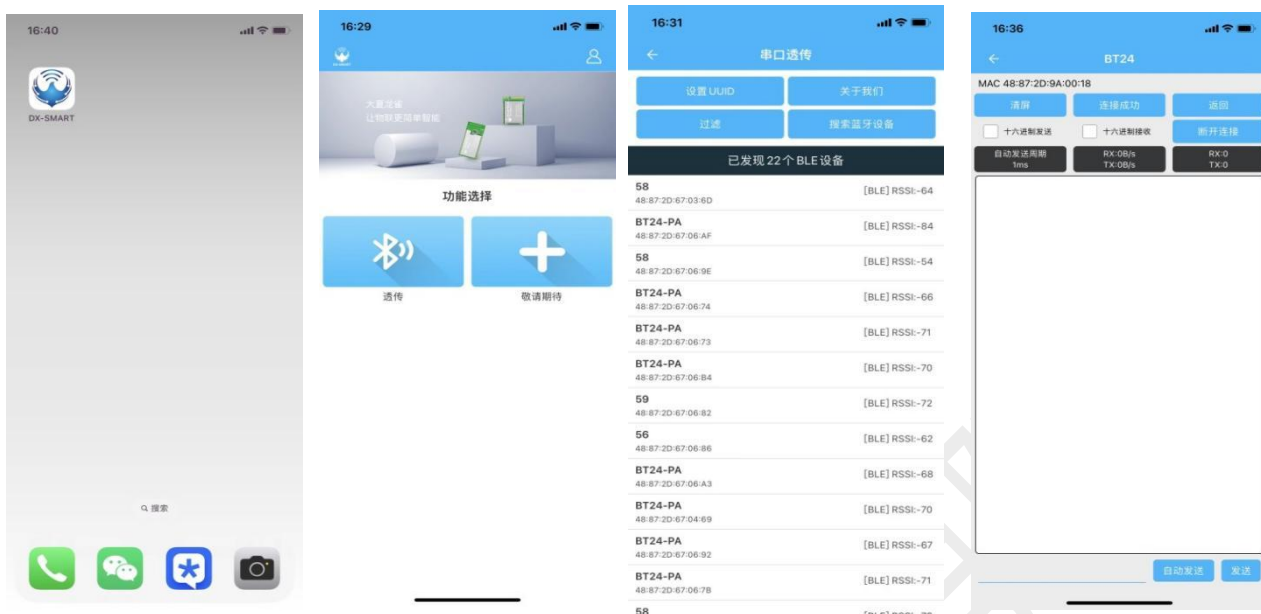 16:40
DX-SMART
搜索
16:29
大夏龙雀
让物联更简单智能
功能选择
透传
敬请期待
16:31
串口透传
设置UUID
关于我们
过滤
搜索蓝牙设备
已发现22个BLE设备
58
[BLE] RSSI:-64
48:87:2D:67:03:6D
BT24-PA
[BLE] RSSI:-84
48:87:2D:67:06:AF
58
[BLE] RSSI:-54
48:87:2D:67:06:9E
BT24-PA
[BLE] RSSI:-66
48:87:2D:67:06:74
BT24-PA
[BLE] RSSI:-71
48:87:2D:67:06:73
BT24-PA
[BLE] RSSI:-70
48:87:2D:67:06:B4
59
[BLE] RSSI:-72
48:87:2D:67:06:82
56
[BLE] RSSI:-62
48:87:2D:67:06:86
BT24-PA
[BLE] RSSI:-68
48:87:2D:67:06:A3
BT24-PA
[BLE] RSSI:-70
48:87:2D:67:04:69
BT24-PA
[BLE] RSSI:-67
48:87:2D:67:06:92
BT24-PA
[BLE] RSSI:-71
48:87:2D:67:06:7B
58
16:36
BT24
MAC 48:87:2D:9A:00:18
清屏
连接成功
返回
十六进制发送
十六进制接收
断开连接
自动发送周期
1ms
RX:0B/s
TX:0B/s
RX:0
TX:0
自动发送
发送